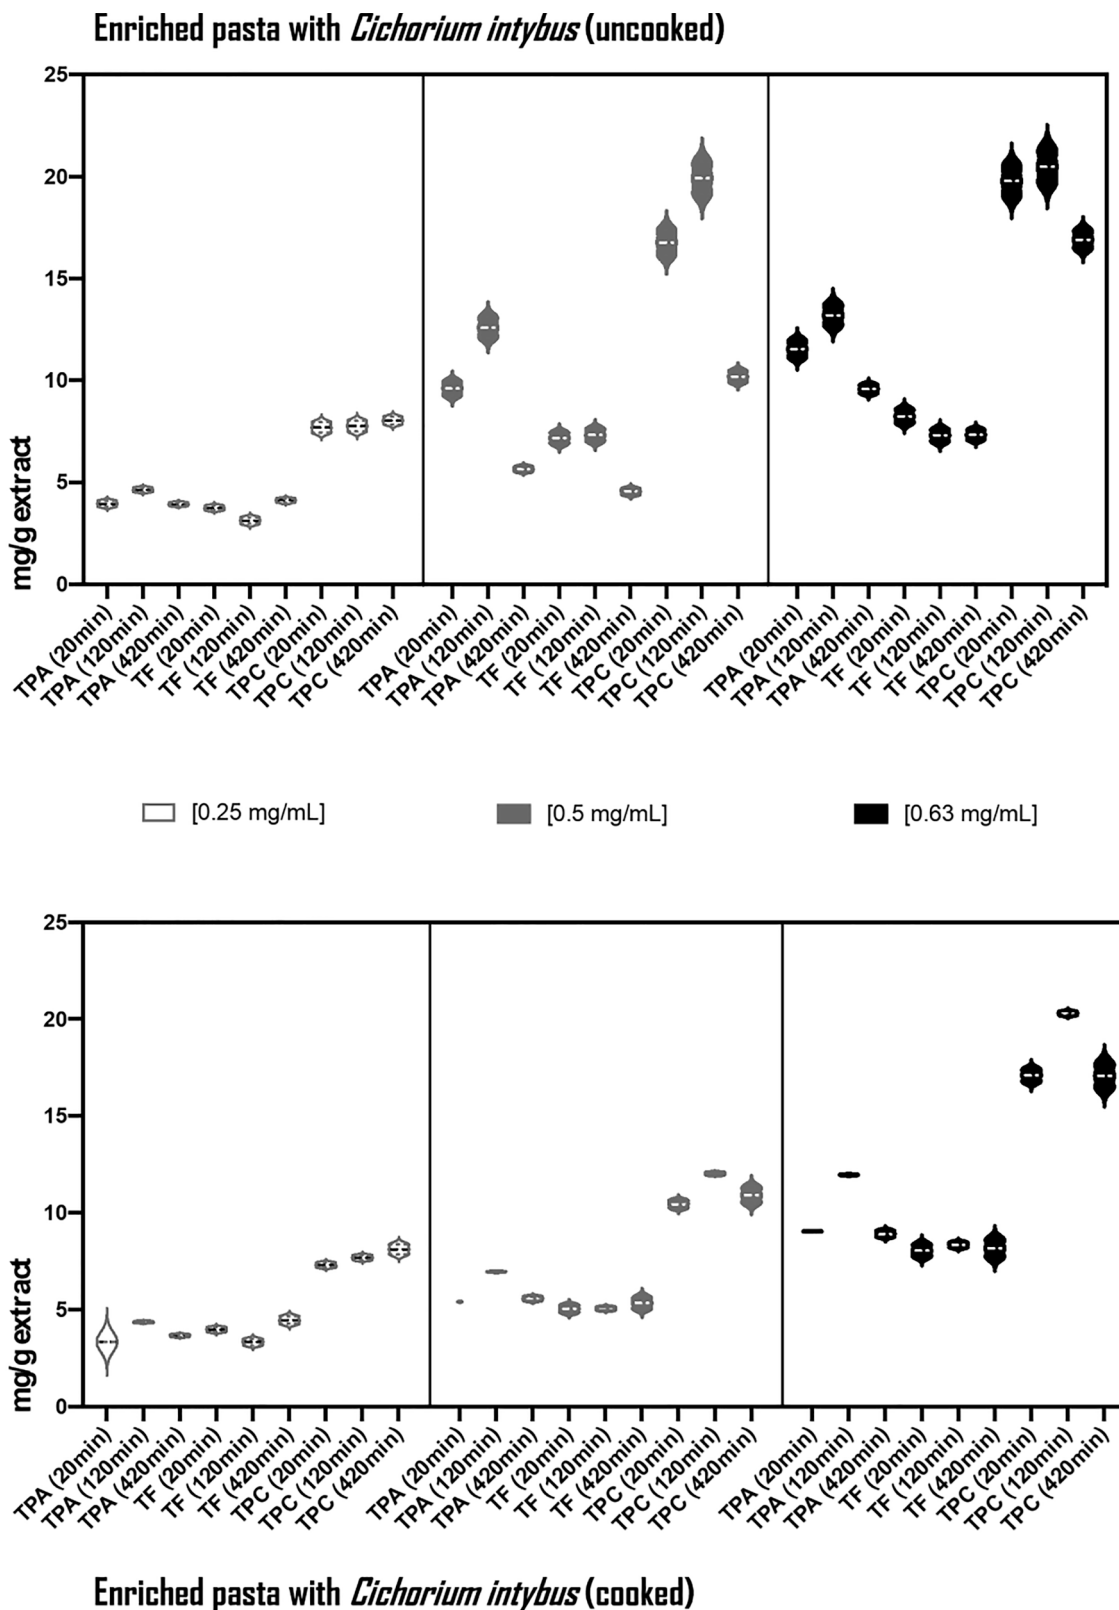 Enriched pasta with Cichorium intybus (uncooked)
mg/g extract
25
20
15
10
5
0
TPA (20min)
TPA (120min)
TPA (420min)
TF (20min)
TF (120min)
TF (420min)
TPC (20min)
TPC (120min)
TPC (420min)
TPA (20min)
TPA (120min)
TPA (420min)
TF (20min)
TF (120min)
TF (420min)
TPC (20min)
TPC (120min)
TPC (420min)
TPA (20min)
TPA (120min)
TPA (420min)
TF (20min)
TF (120min)
TF (420min)
TPC (20min)
TPC (120min)
TPC (420min)
[0.25 mg/mL] [0.5 mg/mL] [0.63 mg/mL]
mg/g extract
25
20
15
10
5
0
TPA (20min)
TPA (120min)
TPA (420min)
TF (20min)
TF (120min)
TF (420min)
TPC (20min)
TPC (120min)
TPC (420min)
TPA (20min)
TPA (120min)
TPA (420min)
TF (20min)
TF (120min)
TF (420min)
TPC (20min)
TPC (120min)
TPC (420min)
TPA (20min)
TPA (120min)
TPA (420min)
TF (20min)
TF (120min)
TF (420min)
TPC (20min)
TPC (120min)
TPC (420min)
Enriched pasta with Cichorium intybus (cooked)